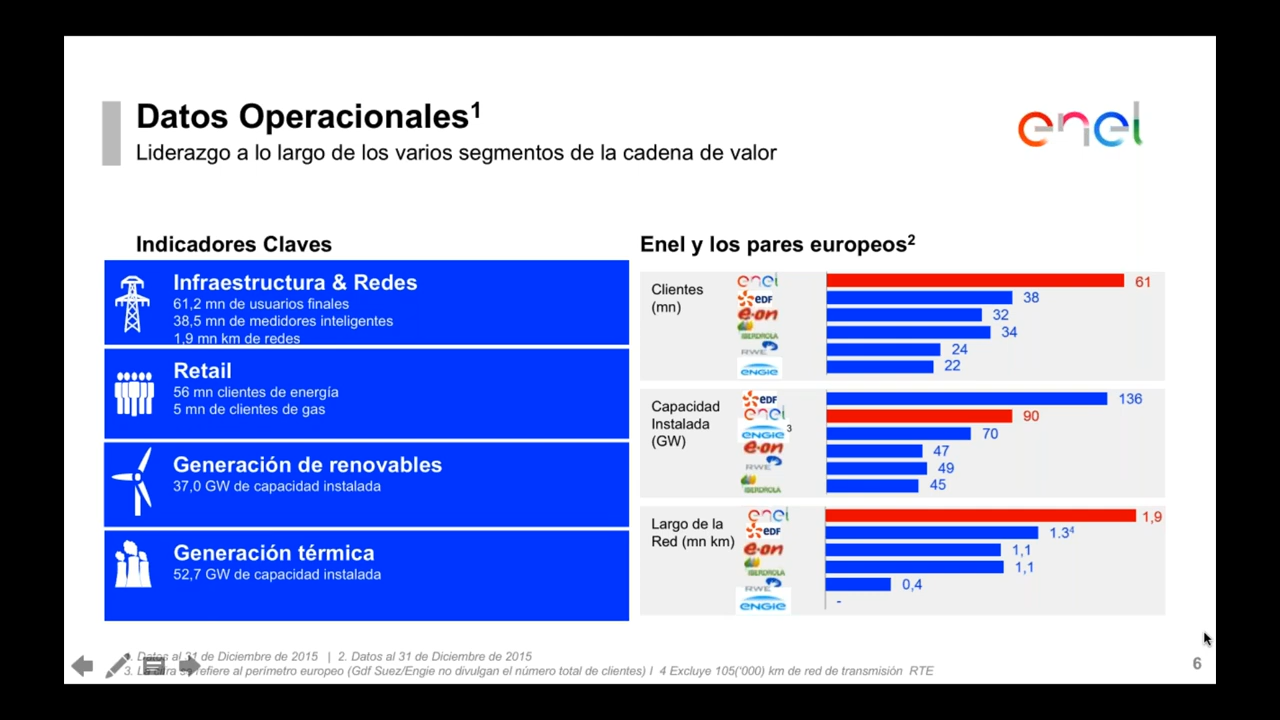 Datos Operacionales¹
Liderazgo a lo largo de los varios segmentos de la cadena de valor
enel
Indicadores Claves
Infraestructura & Redes
61,2 mn de usuarios finales
38,5 mn de medidores inteligentes
1,9 mn km de redes
Retail
56 mn clientes de energía
5 mn de clientes de gas
Generación de renovables
37,0 GW de capacidad instalada
Generación térmica
52,7 GW de capacidad instalada
Enel y los pares europeos²
Clientes
(mn)
enel 61
eDF 38
e·on 32
IBERDROLA 34
RWE 24
ENGIE 22
Capacidad
Instalada
(GW)
eDF 136
enel 90
ENGIE 3 70
e·on 47
RWE 49
IBERDROLA 45
Largo de la
Red (mn km)
enel 1,9
eDF 1.3⁴
e·on 1,1
IBERDROLA 1,1
RWE 0,4
ENGIE -
1. Datos al 31 de Diciembre de 2015 | 2. Datos al 31 de Diciembre de 2015
3. La refiere al perímetro europeo (Gdf Suez/Engie no divulgan el número total de clientes) I 4 Excluye 105('000) km de red de transmisión RTE
6